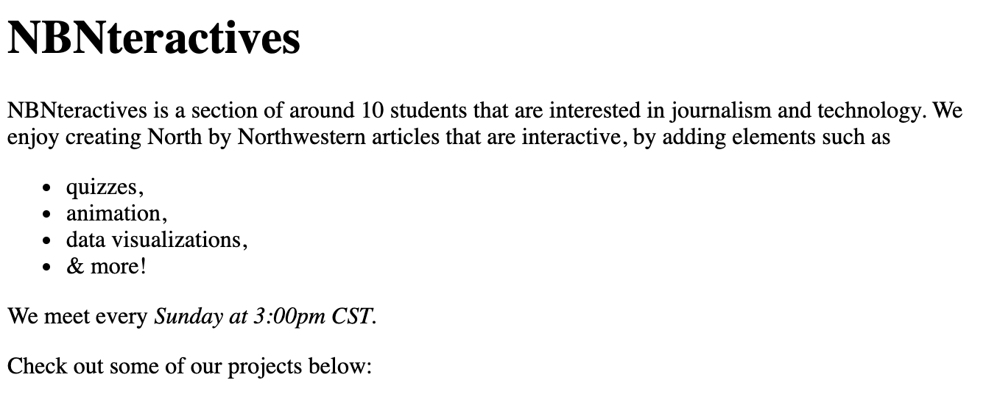 NBNteractives
NBNteractives is a section of around 10 students that are interested in journalism and technology. We
enjoy creating North by Northwestern articles that are interactive, by adding elements such as
• quizzes,
• animation,
• data visualizations,
• & more!
We meet every Sunday at 3:00pm CST.
Check out some of our projects below: